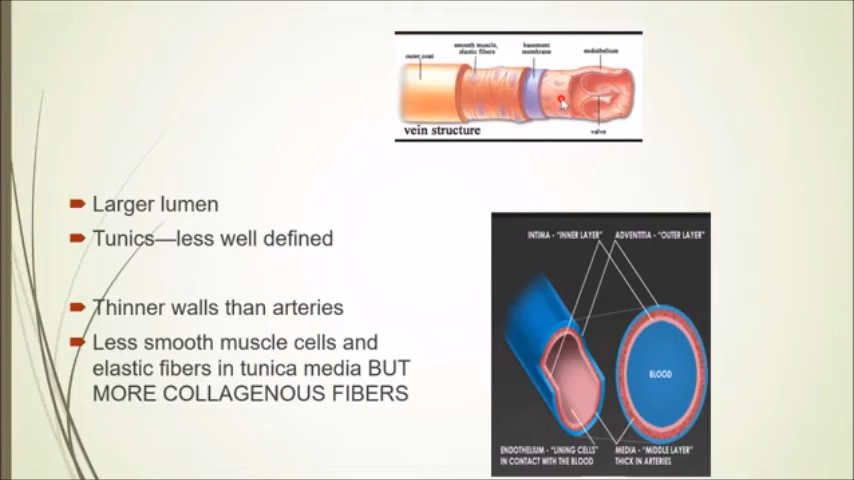 outer coat
smooth muscle,
elastic fibers
basement
membrane
endothelium
valve
vein structure
Larger lumen
Tunics—less well defined
Thinner walls than arteries
Less smooth muscle cells and
elastic fibers in tunica media BUT
MORE COLLAGENOUS FIBERS
INTIMA - "INNER LAYER"
ADVENTITIA - "OUTER LAYER"
BLOOD
ENDOTHELIUM - "LINING CELLS"
IN CONTACT WITH THE BLOOD
MEDIA - "MIDDLE LAYER"
THICK IN ARTERIES